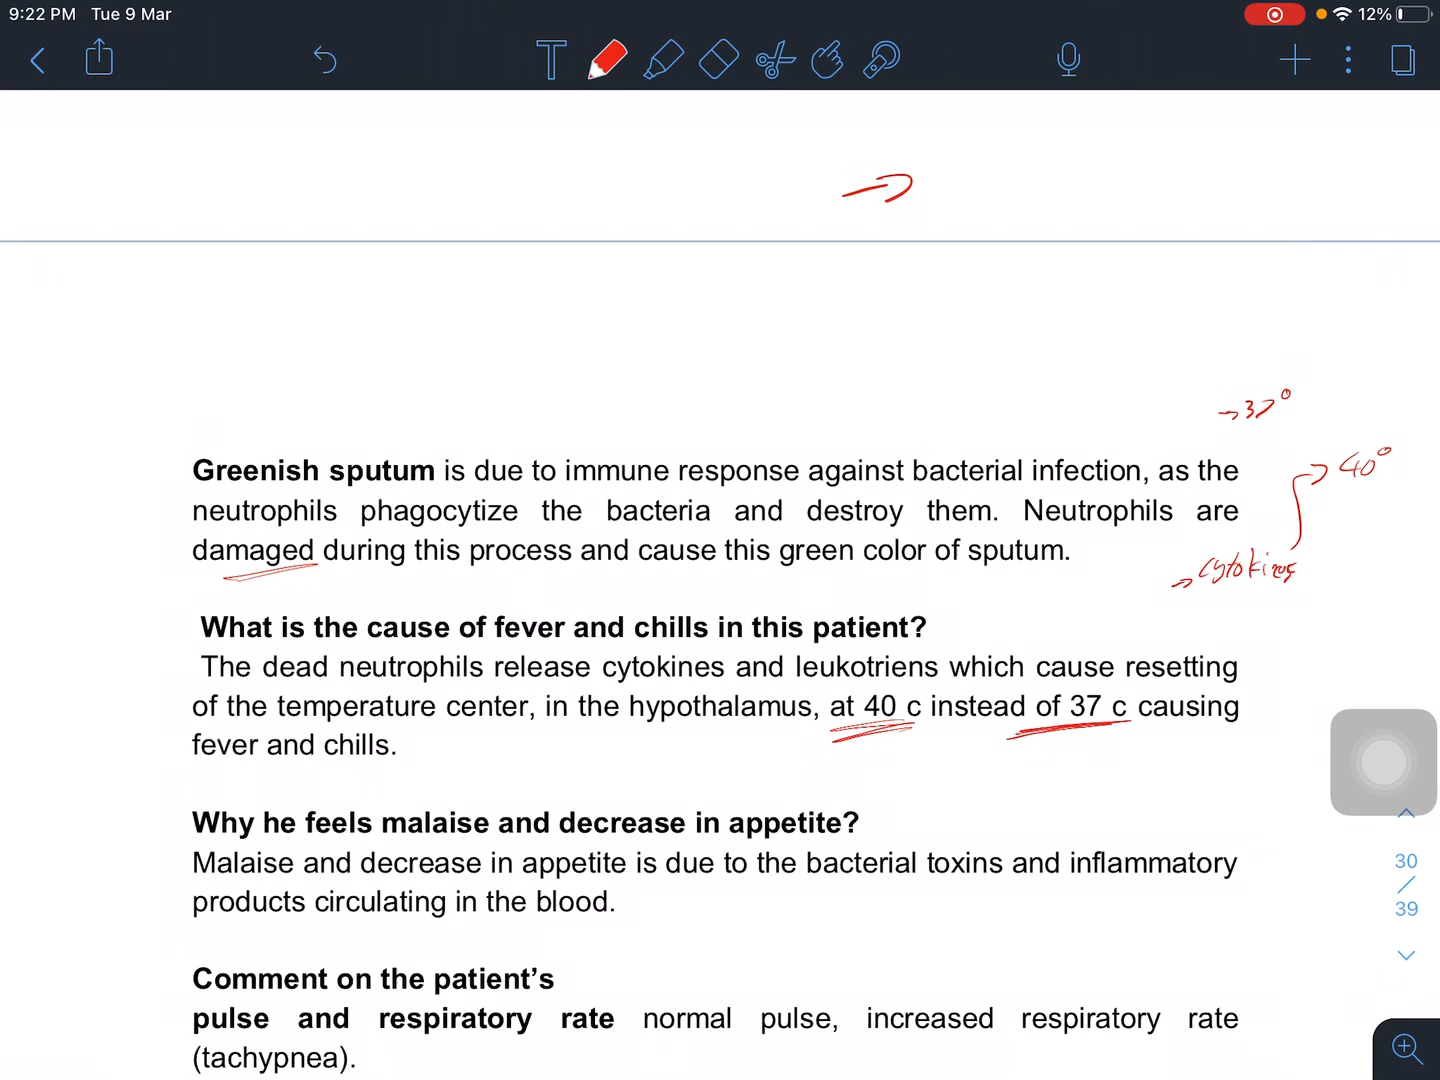 9:22 PM Tue 9 Mar 12%
T
→37°
Greenish sputum is due to immune response against bacterial infection, as the
→ 40°
neutrophils phagocytize the bacteria and destroy them. Neutrophils are
damaged during this process and cause this green color of sputum.
→ Cytokines
What is the cause of fever and chills in this patient?
The dead neutrophils release cytokines and leukotriens which cause resetting
of the temperature center, in the hypothalamus, at 40 c instead of 37 c causing
fever and chills.
Why he feels malaise and decrease in appetite?
Malaise and decrease in appetite is due to the bacterial toxins and inflammatory
products circulating in the blood.
30
/
39
Comment on the patient’s
pulse and respiratory rate normal pulse, increased respiratory rate
(tachypnea).